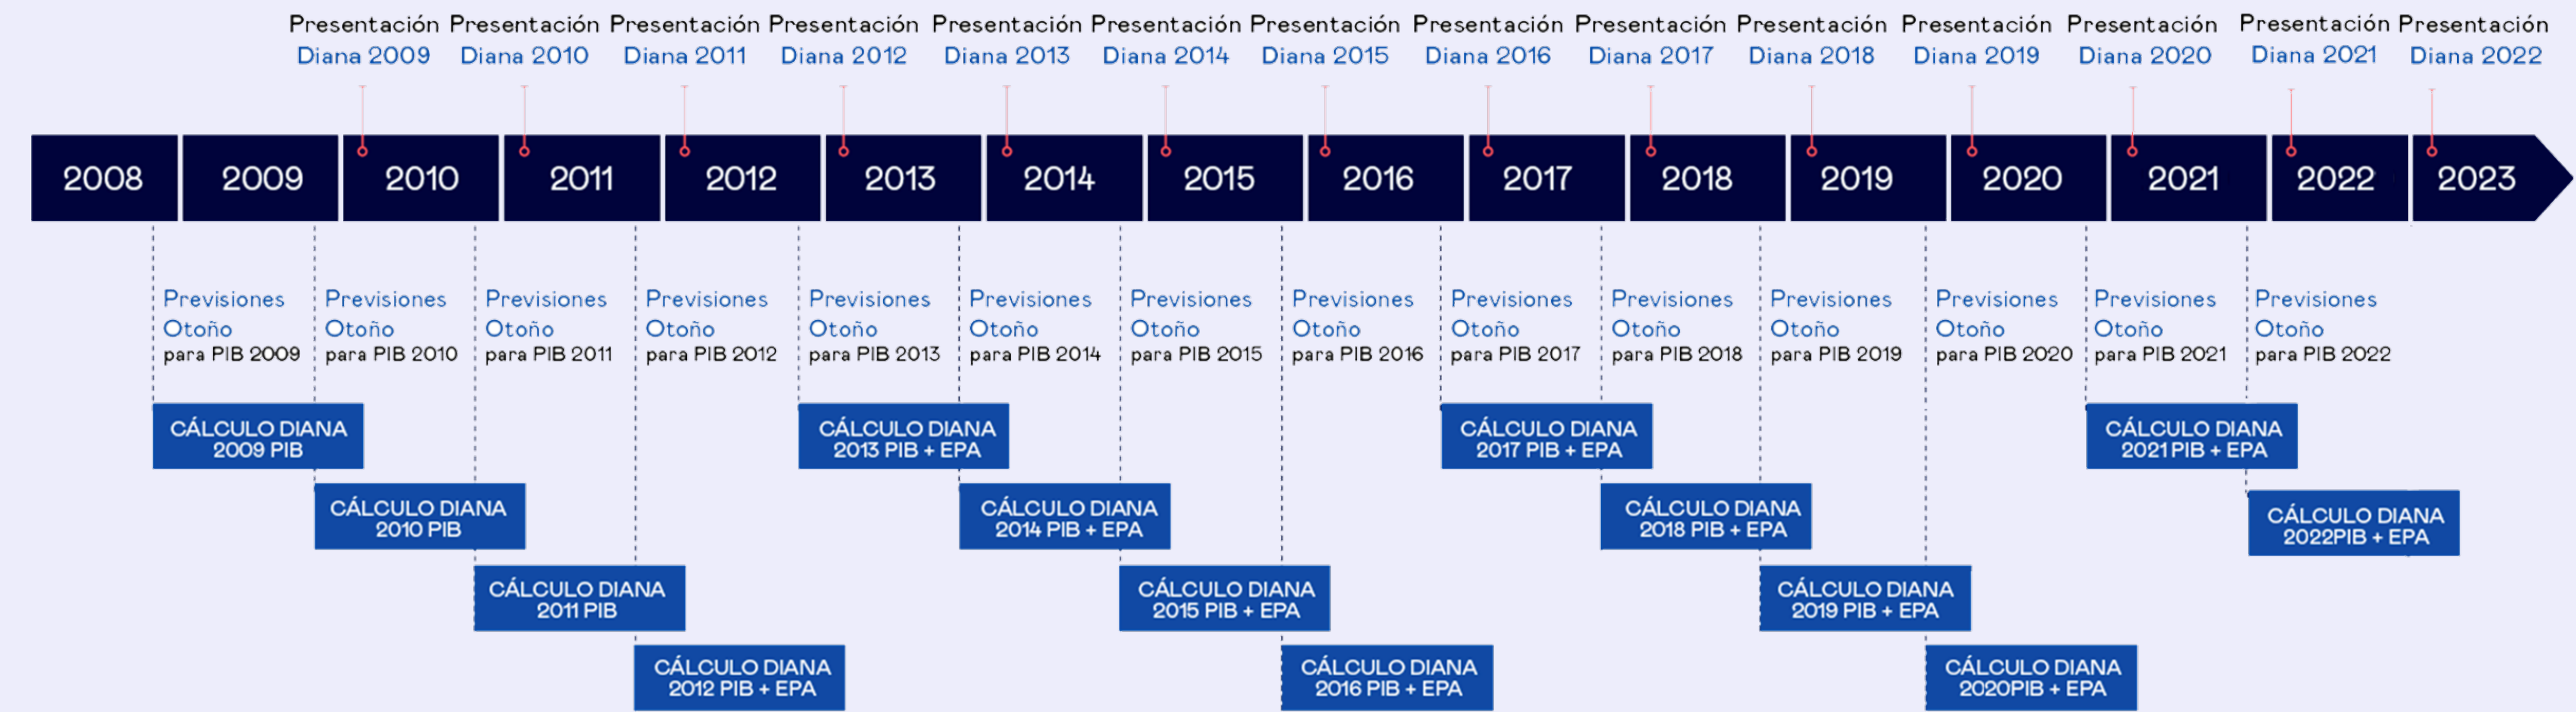 Presentación
Diana 2009
Presentación
Diana 2010
Presentación
Diana 2011
Presentación
Diana 2012
Presentación
Diana 2013
Presentación
Diana 2014
Presentación
Diana 2015
Presentación
Diana 2016
Presentación
Diana 2017
Presentación
Diana 2018
Presentación
Diana 2019
Presentación
Diana 2020
Presentación
Diana 2021
Presentación
Diana 2022
2008
2009
2010
2011
2012
2013
2014
2015
2016
2017
2018
2019
2020
2021
2022
2023
Previsiones
Otoño
para PIB 2009
Previsiones
Otoño
para PIB 2010
Previsiones
Otoño
para PIB 2011
Previsiones
Otoño
para PIB 2012
Previsiones
Otoño
para PIB 2013
Previsiones
Otoño
para PIB 2014
Previsiones
Otoño
para PIB 2015
Previsiones
Otoño
para PIB 2016
Previsiones
Otoño
para PIB 2017
Previsiones
Otoño
para PIB 2018
Previsiones
Otoño
para PIB 2019
Previsiones
Otoño
para PIB 2020
Previsiones
Otoño
para PIB 2021
Previsiones
Otoño
para PIB 2022
CÁLCULO DIANA
2009 PIB
CÁLCULO DIANA
2010 PIB
CÁLCULO DIANA
2011 PIB
CÁLCULO DIANA
2012 PIB + EPA
CÁLCULO DIANA
2013 PIB + EPA
CÁLCULO DIANA
2014 PIB + EPA
CÁLCULO DIANA
2015 PIB + EPA
CÁLCULO DIANA
2016 PIB + EPA
CÁLCULO DIANA
2017 PIB + EPA
CÁLCULO DIANA
2018 PIB + EPA
CÁLCULO DIANA
2019 PIB + EPA
CÁLCULO DIANA
2020PIB + EPA
CÁLCULO DIANA
2021 PIB + EPA
CÁLCULO DIANA
2022PIB + EPA